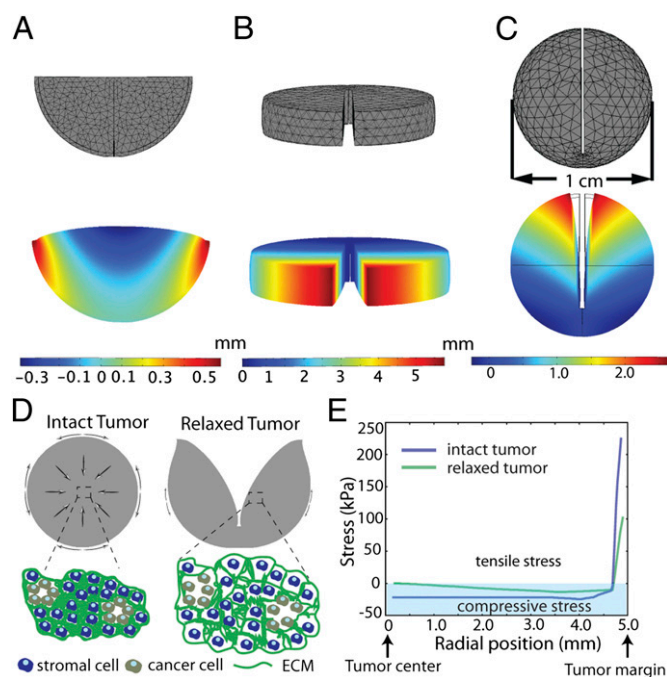 A
B
C
1 cm
mm
mm
−0.3 −0.1 0 0.1 0.3 0.5
0 1 2 3 4 5
0 1.0 2.0
D
Intact Tumor
Relaxed Tumor
stromal cell
cancer cell
ECM
E
250
200
150
100
50
0
-50
Stress (kPa)
intact tumor
relaxed tumor
tensile stress
compressive stress
0 1.0 2.0 3.0 4.0 5.0
Radial position (mm)
Tumor center
Tumor margin